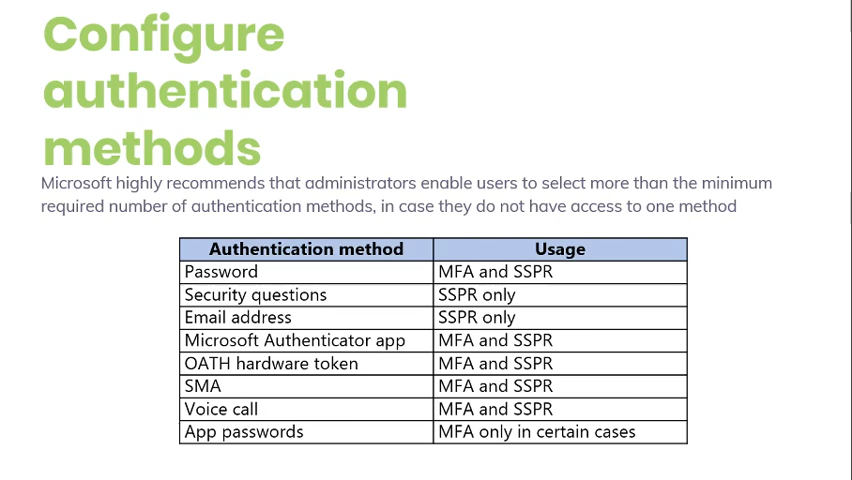 Configure
authentication
methods
Microsoft highly recommends that administrators enable users to select more than the minimum
required number of authentication methods, in case they do not have access to one method
Authentication method Usage
Password MFA and SSPR
Security questions SSPR only
Email address SSPR only
Microsoft Authenticator app MFA and SSPR
OATH hardware token MFA and SSPR
SMA MFA and SSPR
Voice call MFA and SSPR
App passwords MFA only in certain cases